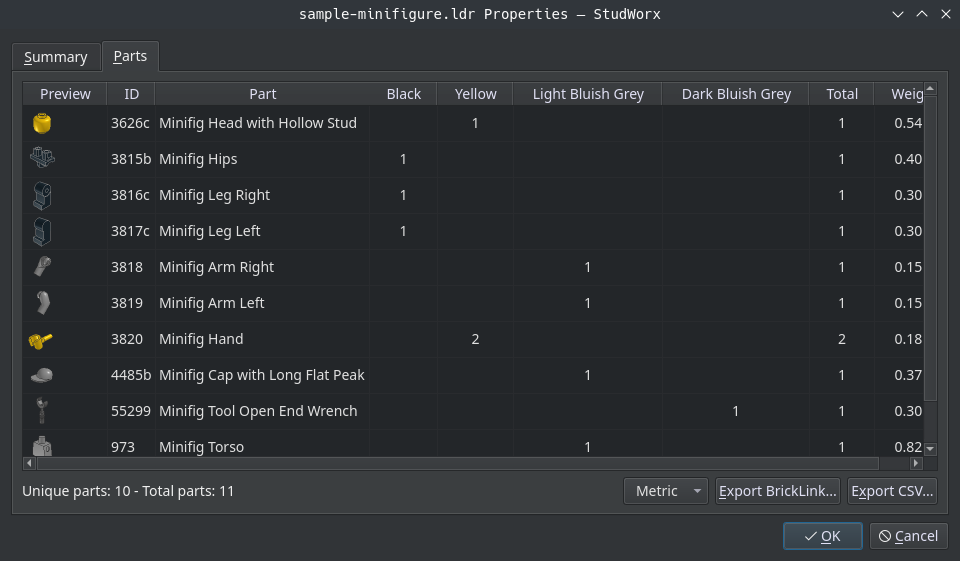 sample-minifigure.ldr Properties — StudWorx
Summary Parts
Preview ID Part Black Yellow Light Bluish Grey Dark Bluish Grey Total Weig
3626c Minifig Head with Hollow Stud 1 1 0.54
3815b Minifig Hips 1 1 0.40
3816c Minifig Leg Right 1 1 0.30
3817c Minifig Leg Left 1 1 0.30
3818 Minifig Arm Right 1 1 0.15
3819 Minifig Arm Left 1 1 0.15
3820 Minifig Hand 2 2 0.18
4485b Minifig Cap with Long Flat Peak 1 1 0.37
55299 Minifig Tool Open End Wrench 1 1 0.30
973 Minifig Torso 1 1 0.82
Unique parts: 10 - Total parts: 11 Metric Export BrickLink... Export CSV...
OK Cancel